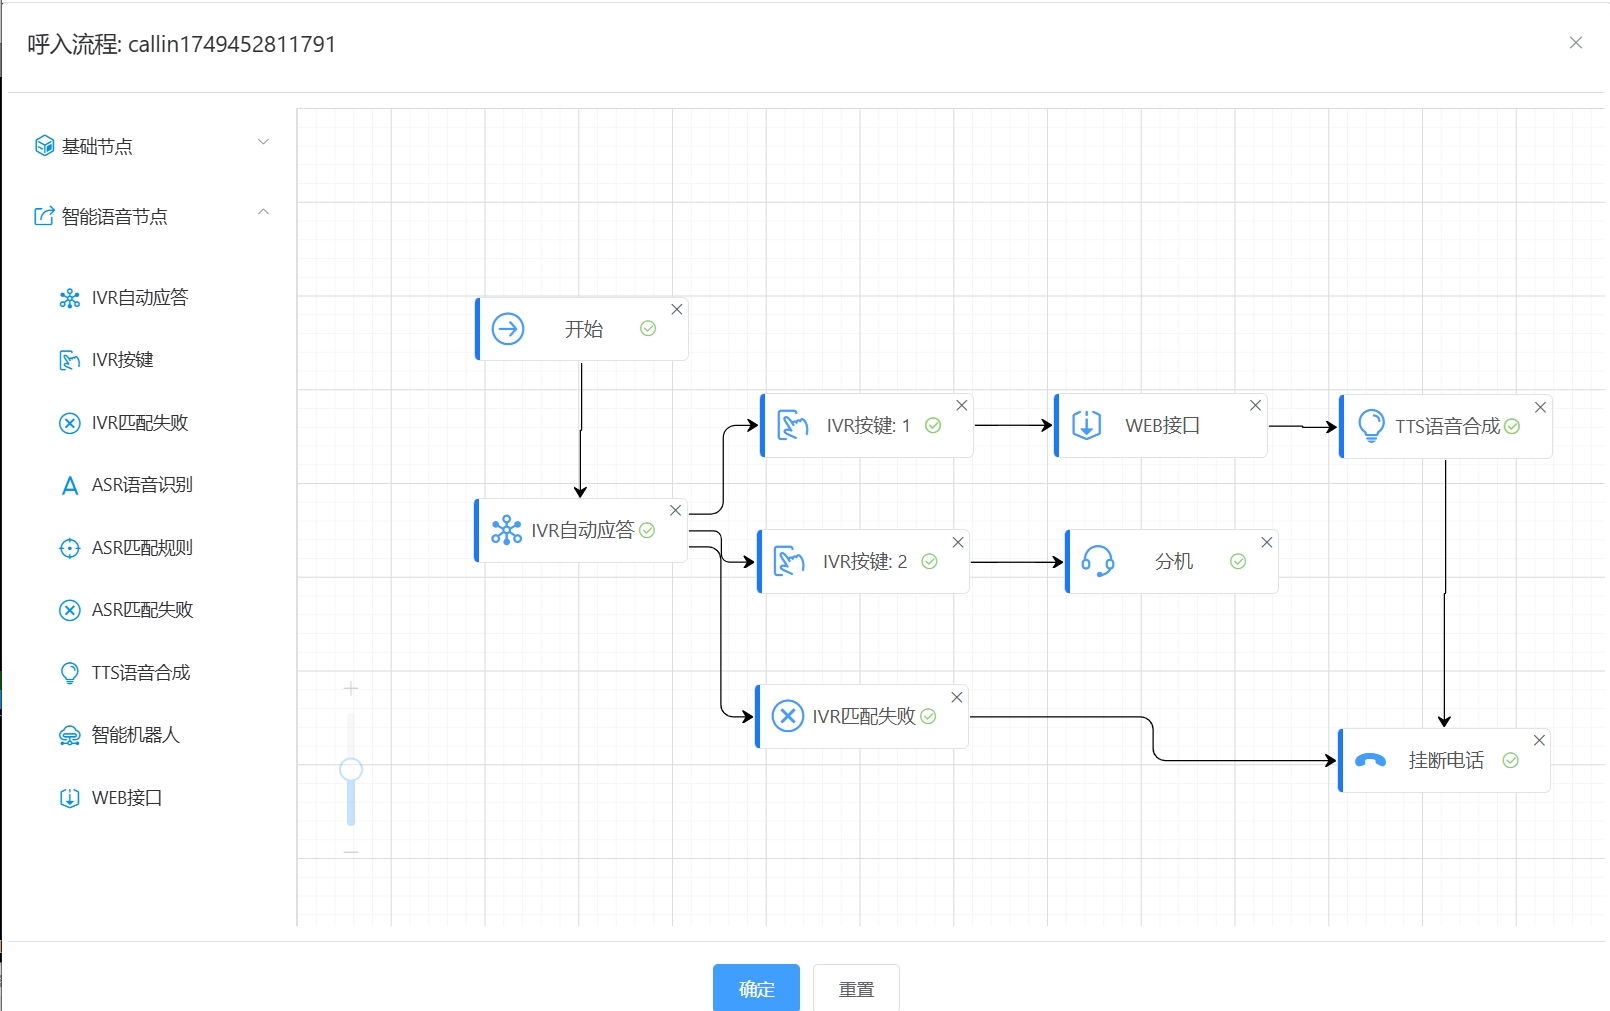 呼入流程: callin1749452811791
基础节点
智能语音节点
IVR自动应答
IVR按键
IVR匹配失败
ASR语音识别
ASR匹配规则
ASR匹配失败
TTS语音合成
智能机器人
WEB接口
开始
IVR自动应答
IVR按键: 1
WEB接口
TTS语音合成
IVR按键: 2
分机
IVR匹配失败
挂断电话
确定
重置